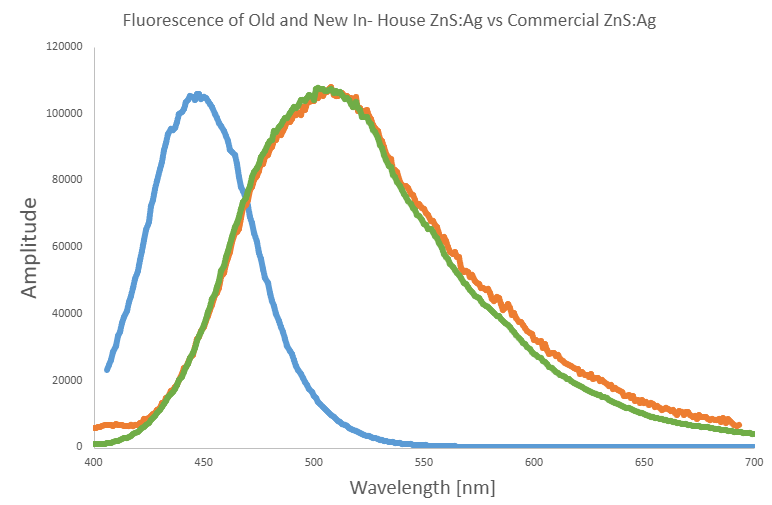 Fluorescence of Old and New In- House ZnS:Ag vs Commercial ZnS:Ag
120000
100000
80000
60000
40000
20000
0
Amplitude
400 450 500 550 600 650 700
Wavelength [nm]